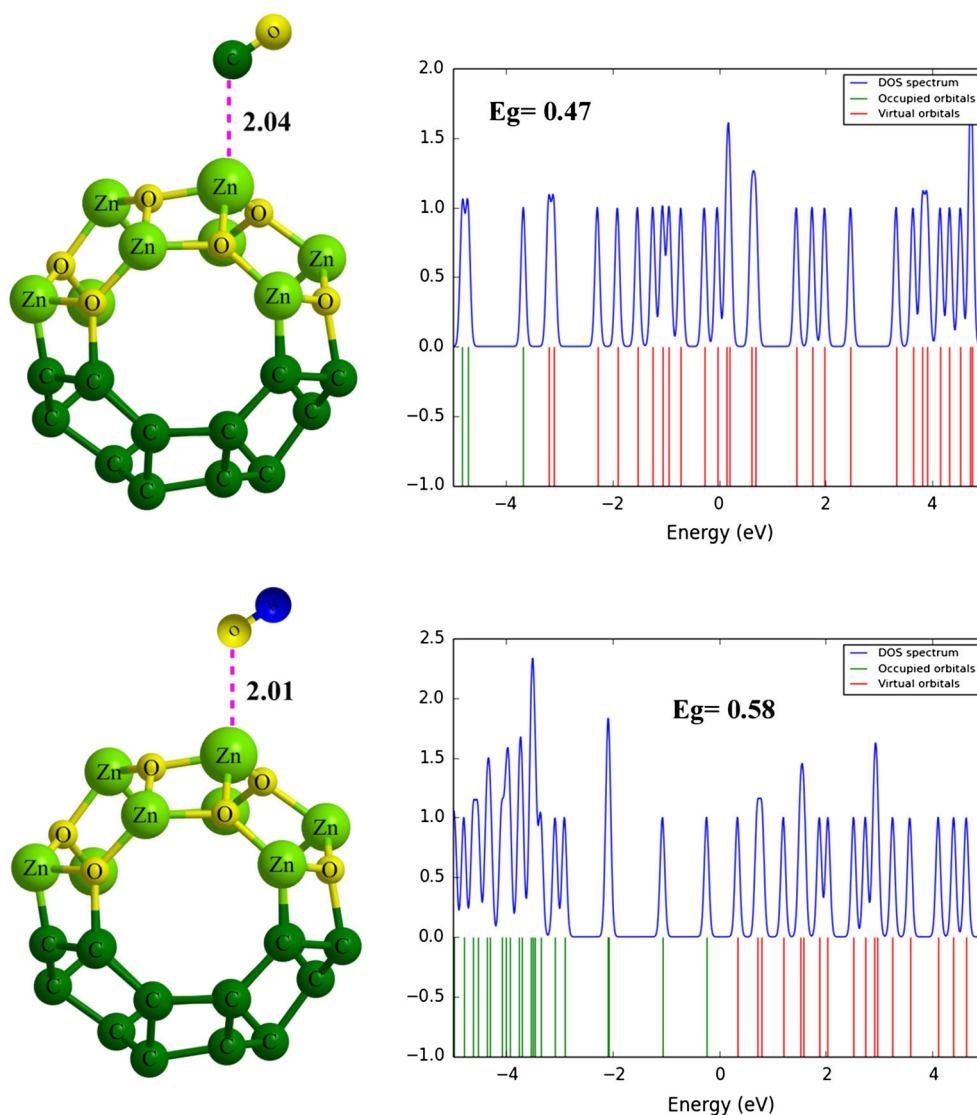 O
C
2.04
Zn
Zn O
O
Zn O
Zn
O
Zn O Zn O
C C C C
C C
C C
C C C C
Eg= 0.47
DOS spectrum
Occupied orbitals
Virtual orbitals
2.0
1.5
1.0
0.5
0.0
−0.5
−1.0
−4 −2 0 2 4
Energy (eV)
O
2.01
Zn
Zn O
O
Zn O
Zn
O
Zn O Zn O
C C C C
C C
C C
C C C C
Eg= 0.58
DOS spectrum
Occupied orbitals
Virtual orbitals
2.5
2.0
1.5
1.0
0.5
0.0
−0.5
−1.0
−4 −2 0 2 4
Energy (eV)